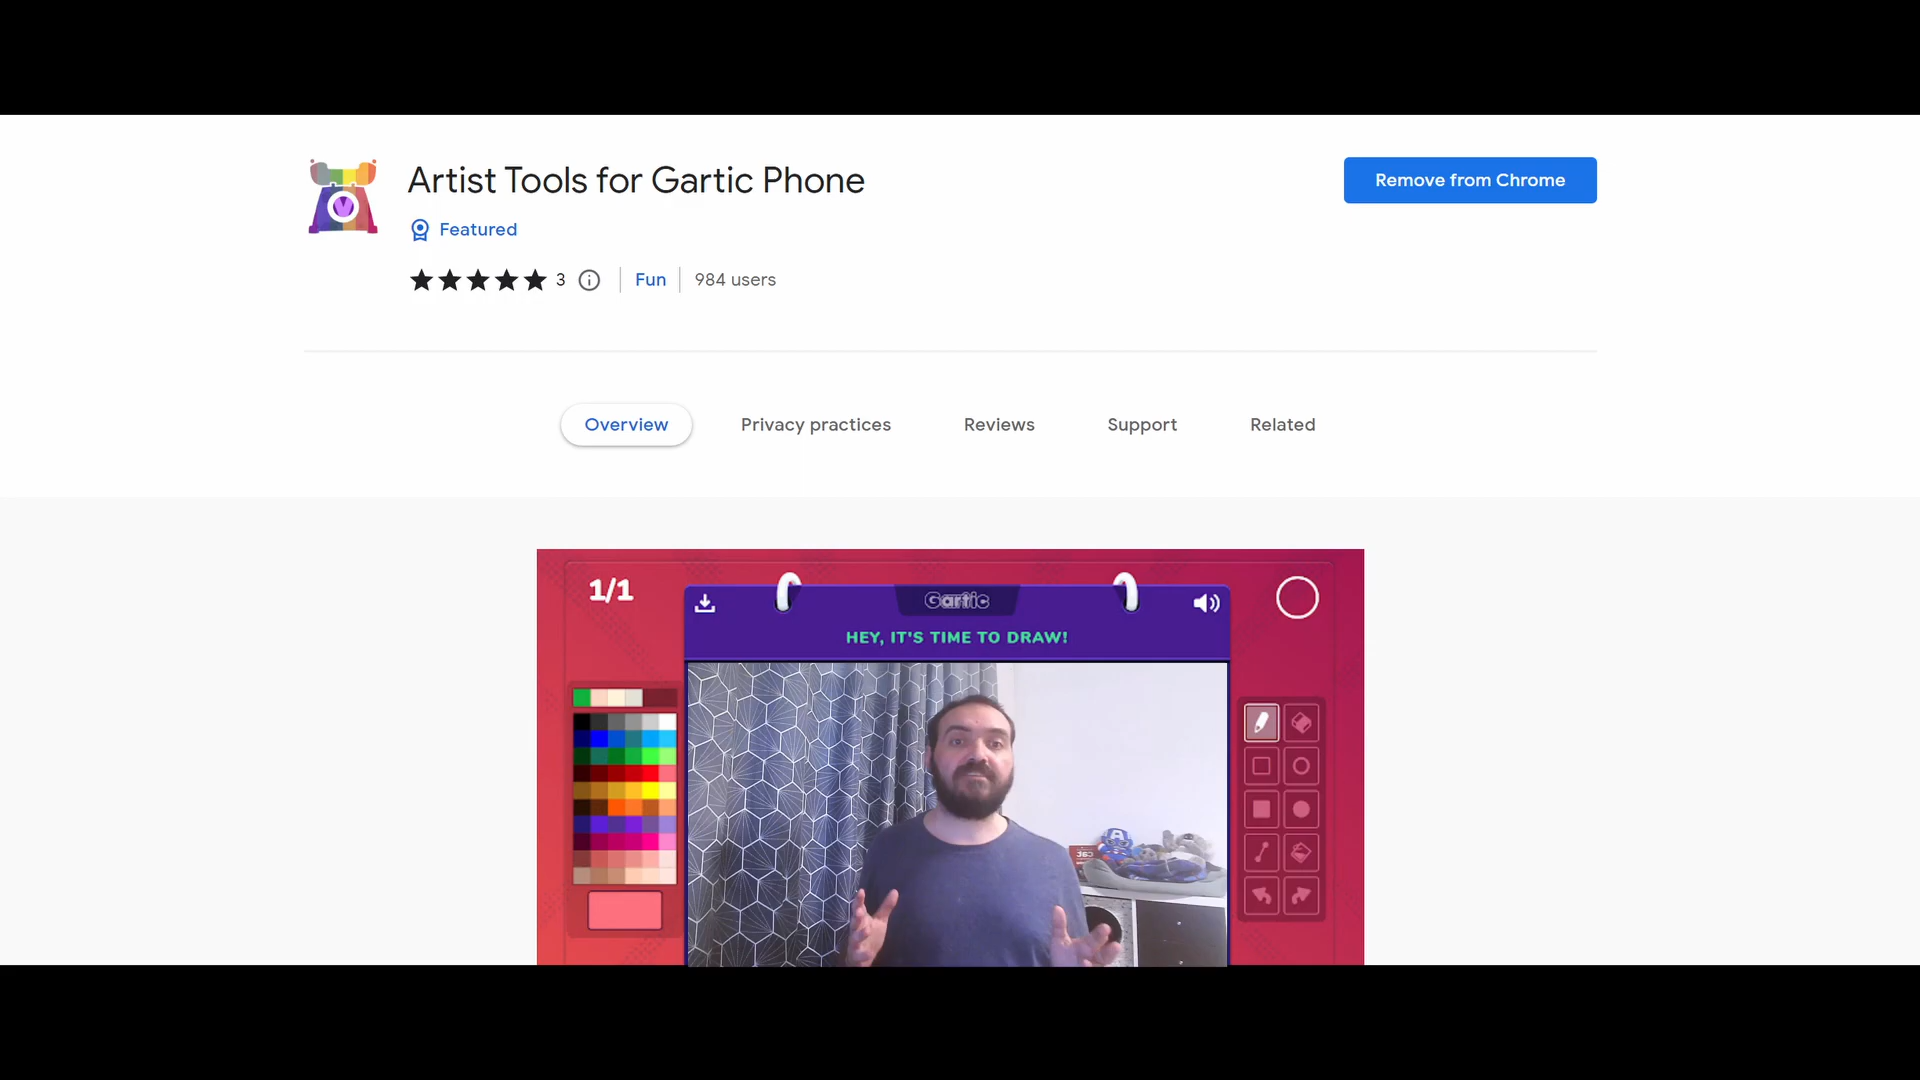 Artist Tools for Gartic Phone
Remove from Chrome
Featured
3 Fun 984 users
Overview Privacy practices Reviews Support Related
1/1
Gartic
HEY, IT'S TIME TO DRAW!